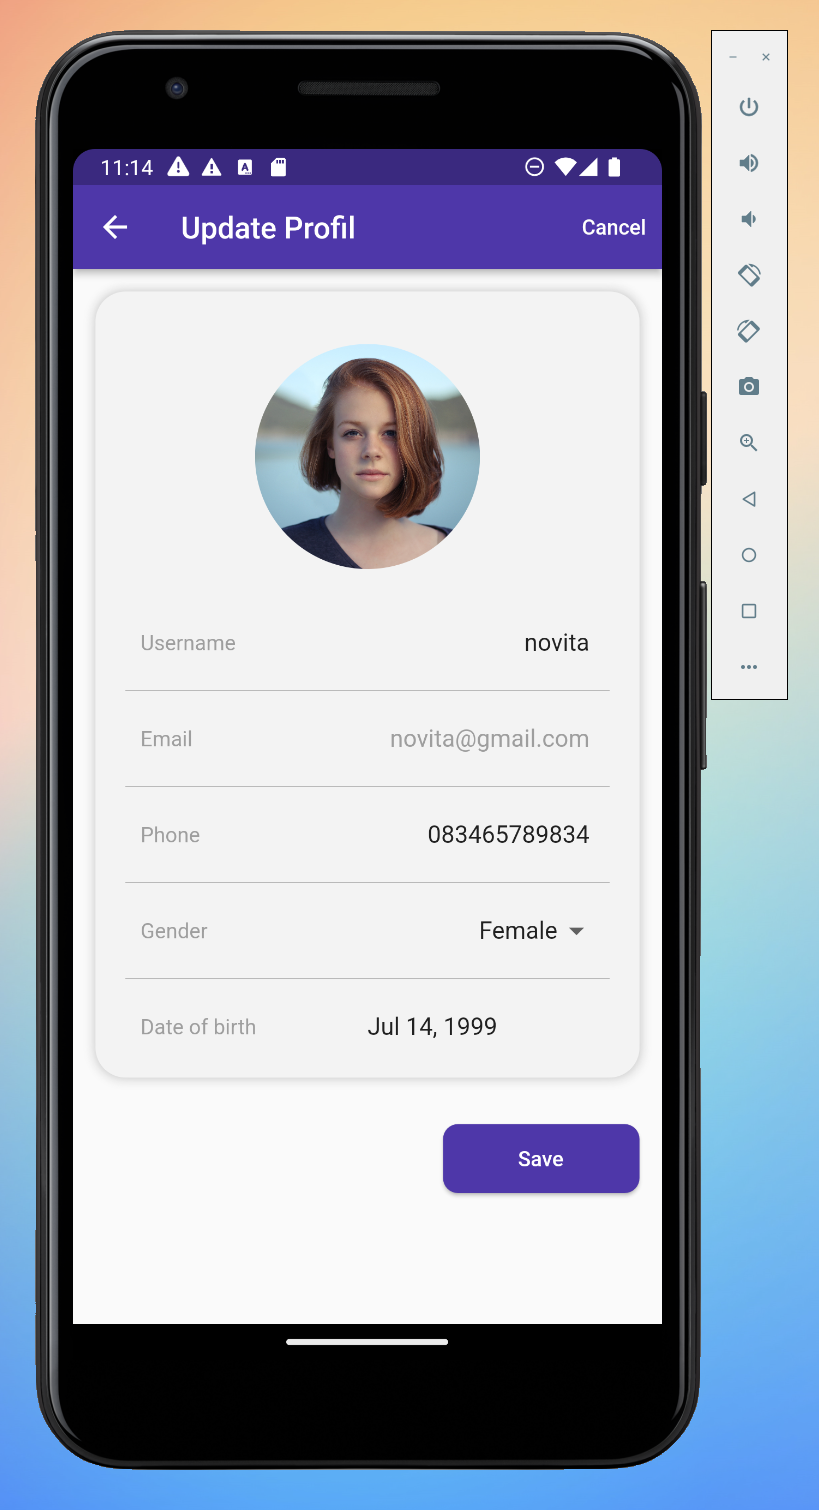 11:14
Update Profil
Cancel
Username
novita
Email
novita@gmail.com
Phone
083465789834
Gender
Female
Date of birth
Jul 14, 1999
Save